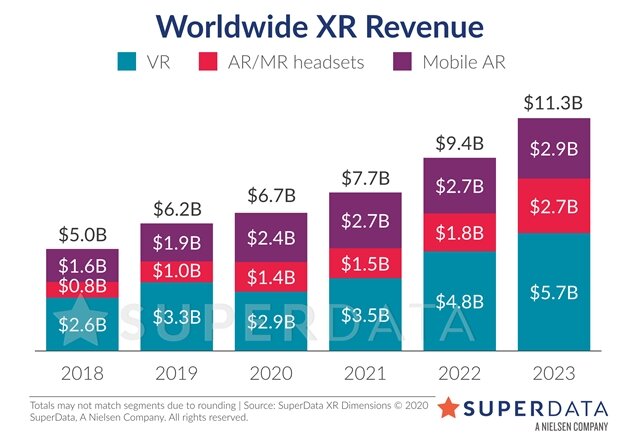 Worldwide XR Revenue
VR AR/MR headsets Mobile AR
$11.3B
$9.4B
$7.7B
$6.7B
$6.2B
$5.0B
$1.6B $1.9B $2.4B $2.7B $2.7B $2.9B
$0.8B $1.0B $1.4B $1.5B $1.8B $2.7B
$2.6B $3.3B $2.9B $3.5B $4.8B $5.7B
SUPERDATA
2018 2019 2020 2021 2022 2023
Totals may not match segments due to rounding | Source: SuperData XR Dimensions © 2020
SuperData, A Nielsen Company. All rights reserved.
SUPERDATA
A NIELSEN COMPANY